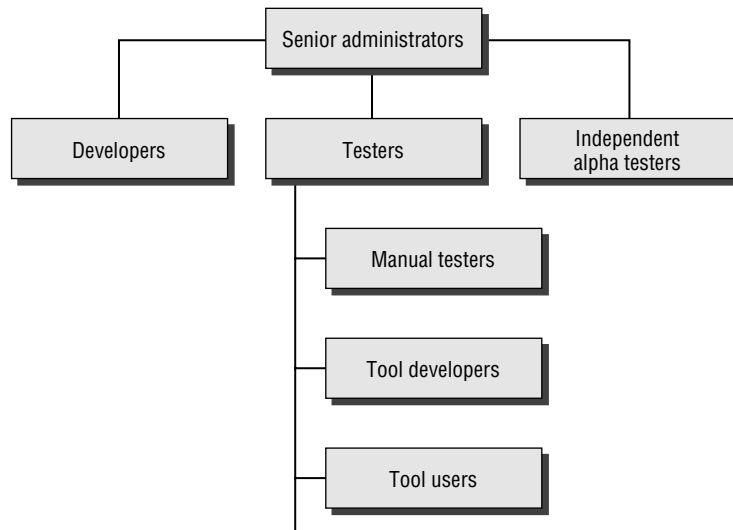 Senior administrators
Developers
Testers
Independent
alpha testers
Manual testers
Tool developers
Tool users